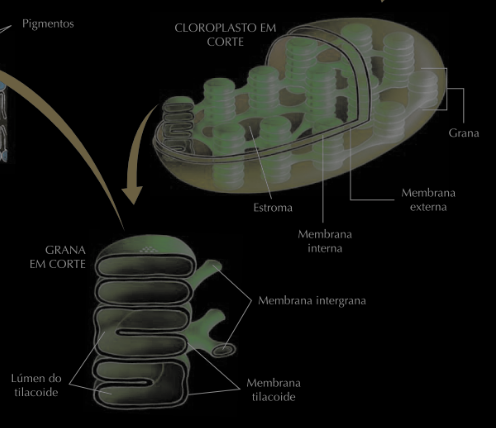 Pigmentos
CLOROPLASTO EM
CORTE
Grana
Membrana
externa
Estroma
Membrana
interna
GRANA
EM CORTE
Membrana intergrana
Lúmen do
tilacoide
Membrana
tilacoide